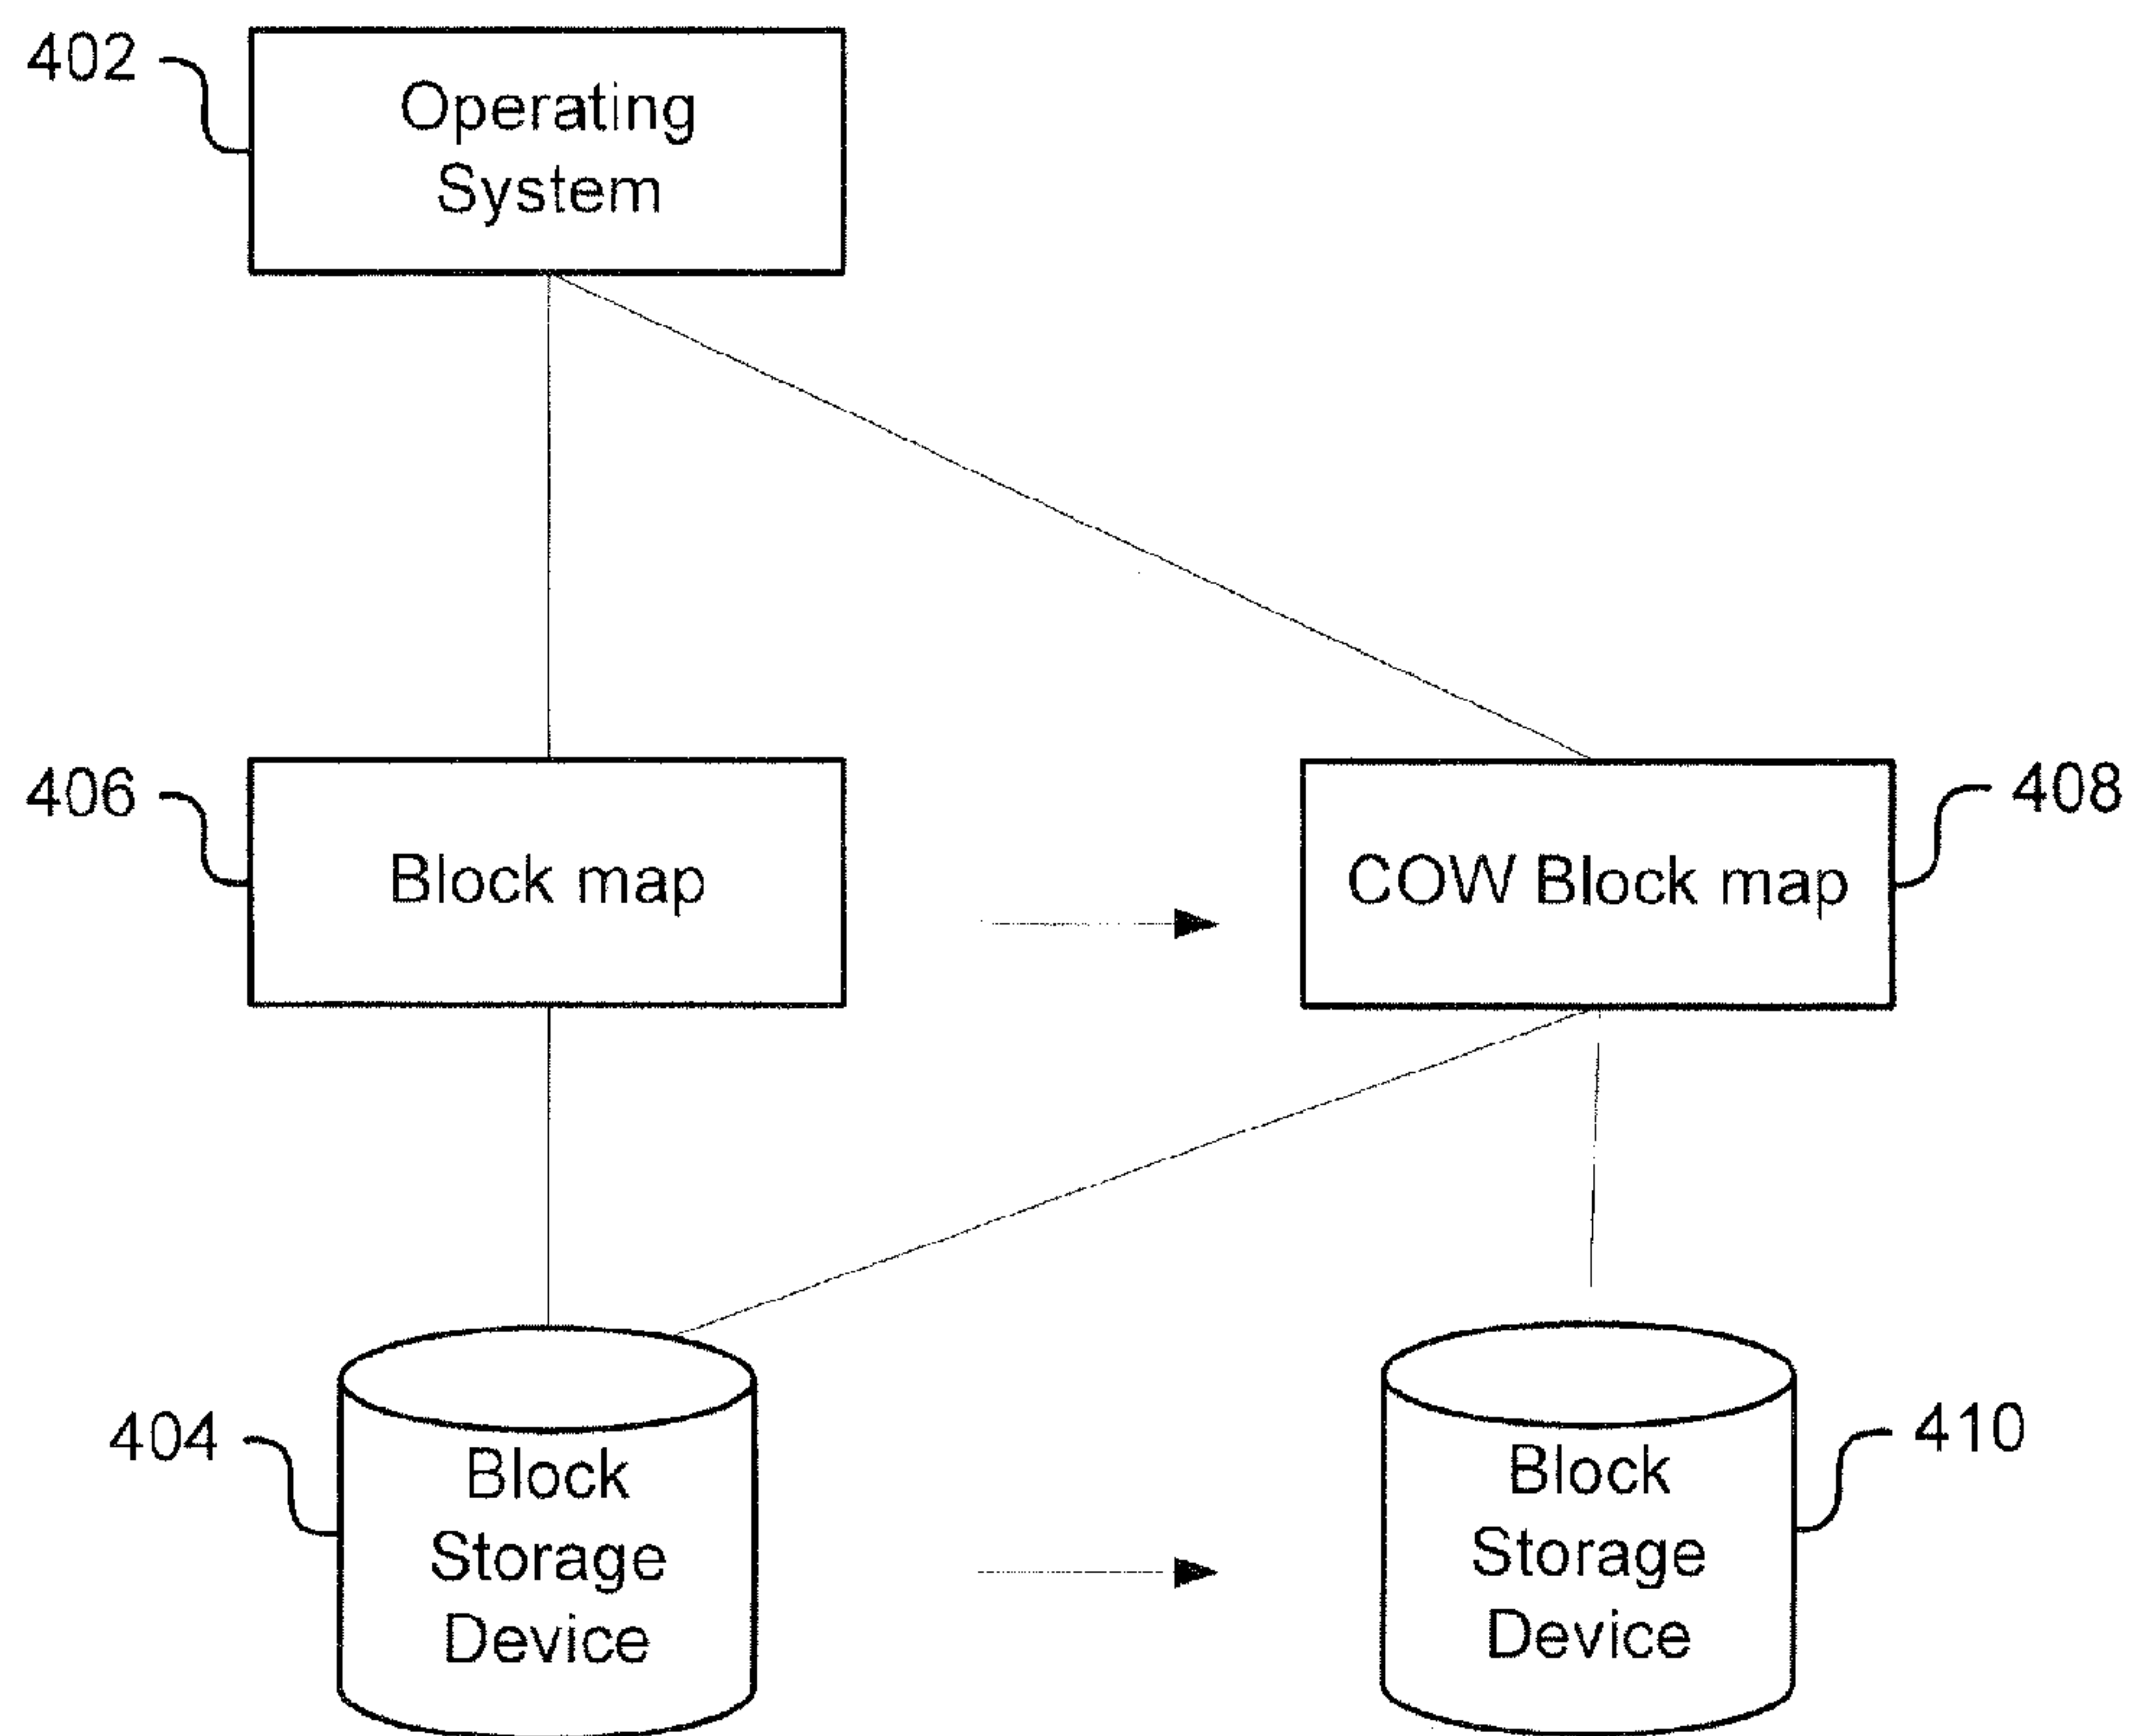 402
Operating
System
406
Block map
COW Block map
408
404
Block
Storage
Device
Block
Storage
Device
410